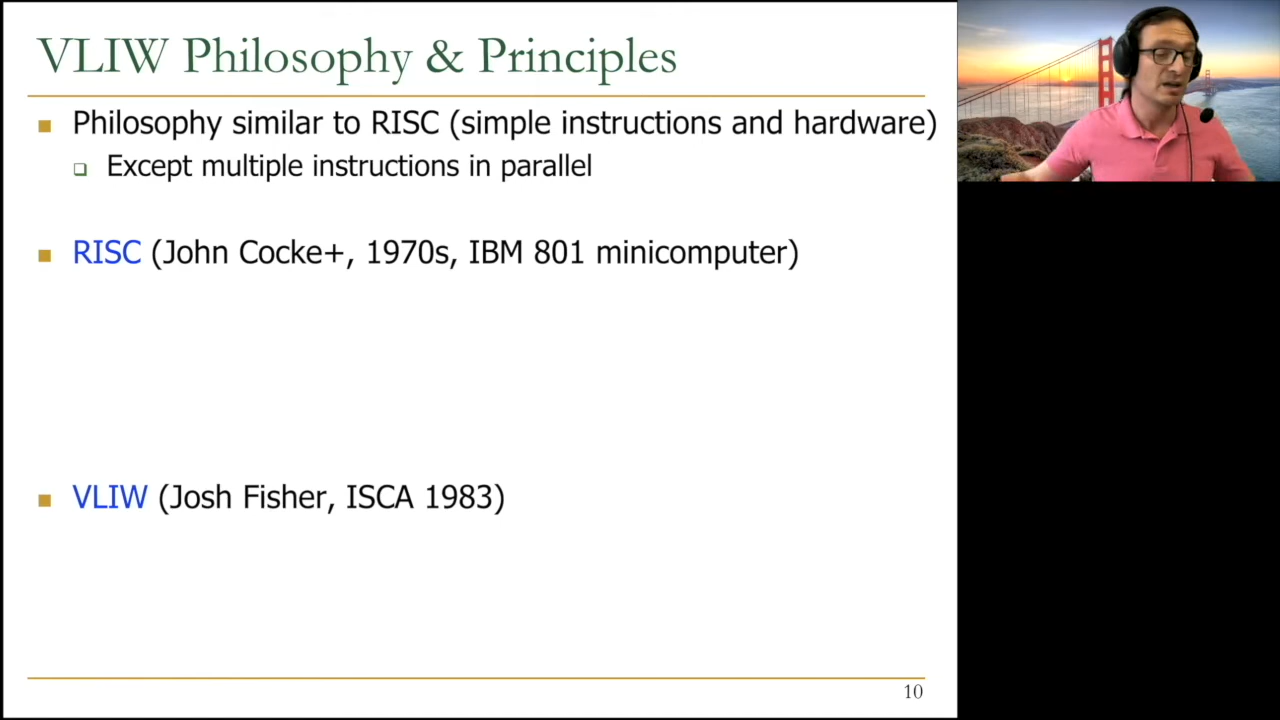 VLIW Philosophy & Principles
Philosophy similar to RISC (simple instructions and hardware)
Except multiple instructions in parallel
RISC (John Cocke+, 1970s, IBM 801 minicomputer)
VLIW (Josh Fisher, ISCA 1983)
10